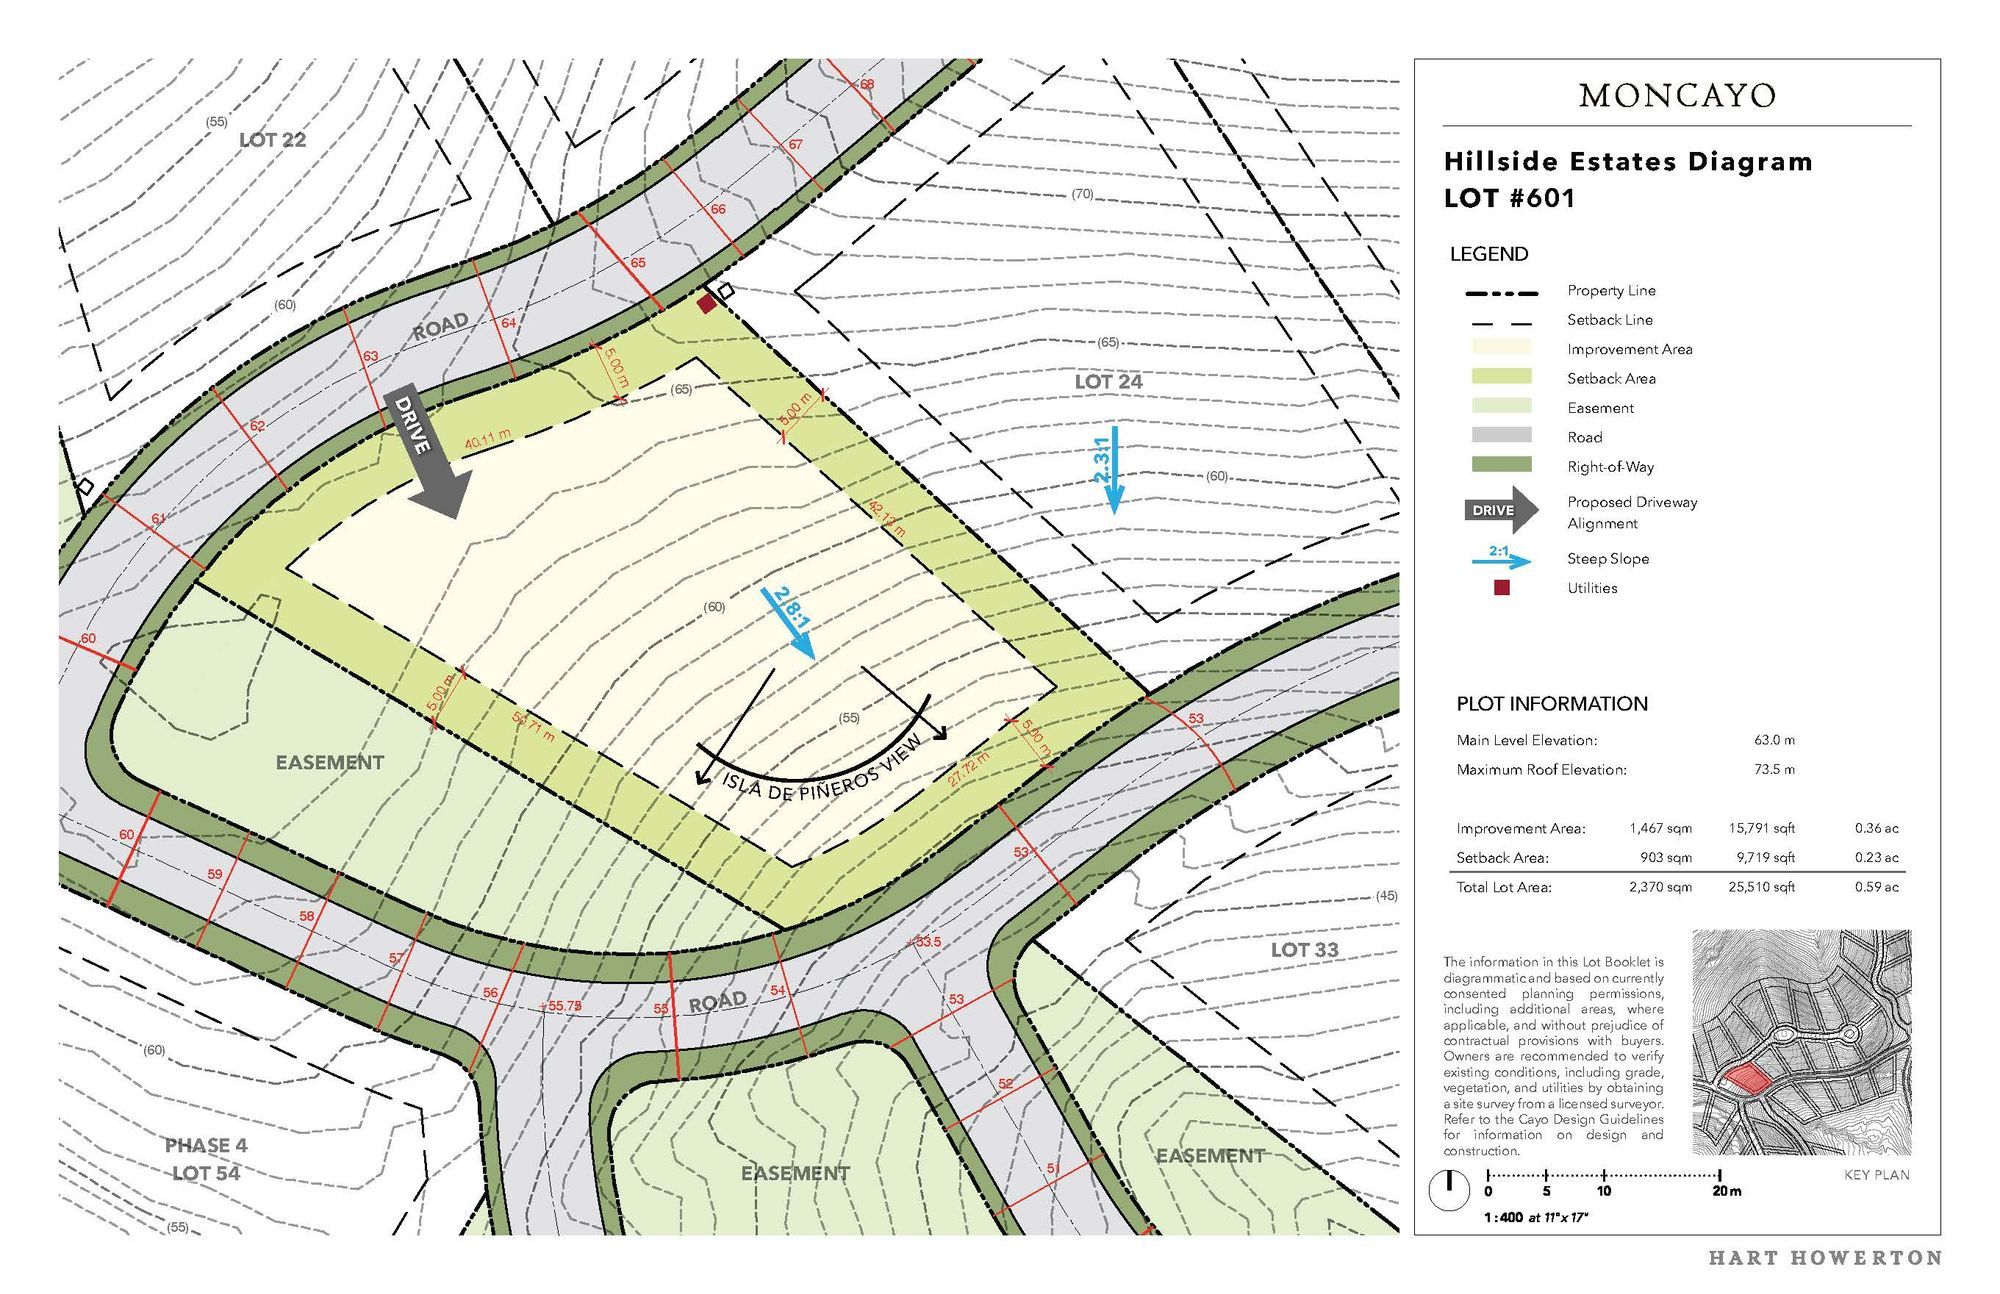 (55)
LOT 22
(60)
ROAD
60
61
62
63
64
65
66
67
68
(70)
(65)
LOT 24
2.3:1
(60)
DRIVE
5.00 m
(65)
5.00 m
40.11 m
42.13 m
(60)
2.8:1
5.00 m
50.71 m
(55)
ISLA DE PIÑEROS VIEW
5.00 m
27.72 m
EASEMENT
53
53
60
59
58
57
56
+55.75
55
ROAD
54
+53.5
53
52
51
(45)
LOT 33
(60)
PHASE 4
LOT 54
(55)
EASEMENT
EASEMENT
MONCAYO
Hillside Estates Diagram
LOT #601
LEGEND
Property Line
Setback Line
Improvement Area
Setback Area
Easement
Road
Right-of-Way
DRIVE
Proposed Driveway
Alignment
2:1
Steep Slope
Utilities
PLOT INFORMATION
Main Level Elevation: 63.0 m
Maximum Roof Elevation: 73.5 m
Improvement Area: 1,467 sqm 15,791 sqft 0.36 ac
Setback Area: 903 sqm 9,719 sqft 0.23 ac
Total Lot Area: 2,370 sqm 25,510 sqft 0.59 ac
The information in this Lot Booklet is
diagrammatic and based on currently
consented planning permissions,
including additional areas, where
applicable, and without prejudice of
contractual provisions with buyers.
Owners are recommended to verify
existing conditions, including grade,
vegetation, and utilities by obtaining
a site survey from a licensed surveyor.
Refer to the Cayo Design Guidelines
for information on design and
construction.
KEY PLAN
0 5 10 20m
1:400 at 11"x 17"
HART HOWERTON